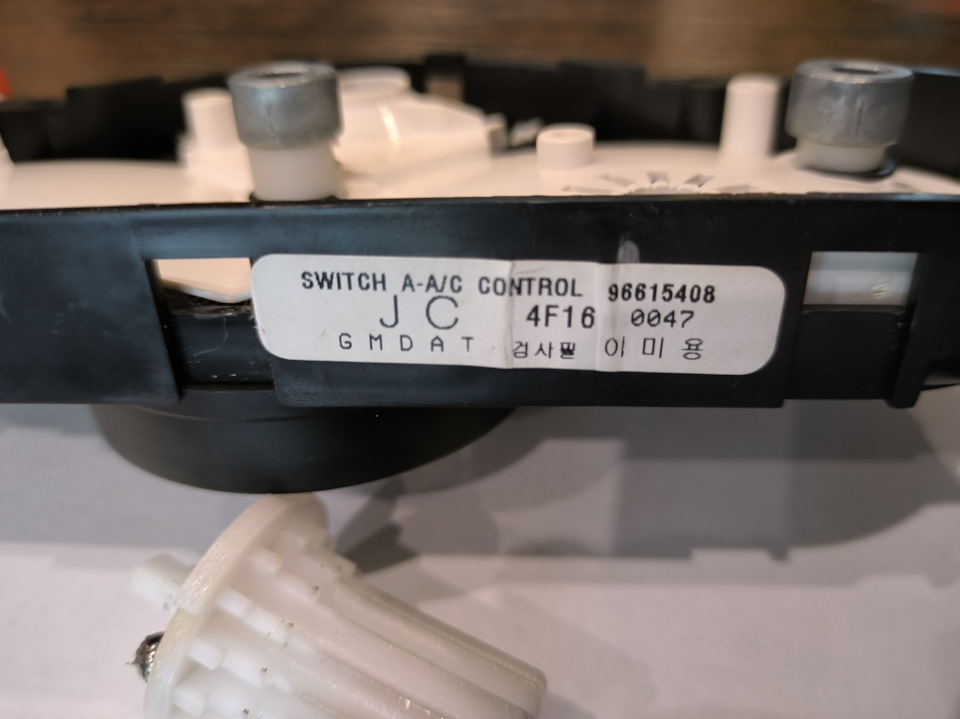 SWITCH A-A/C CONTROL 96615408
JC 4F16 0047
GMDAT 검사필 이미용